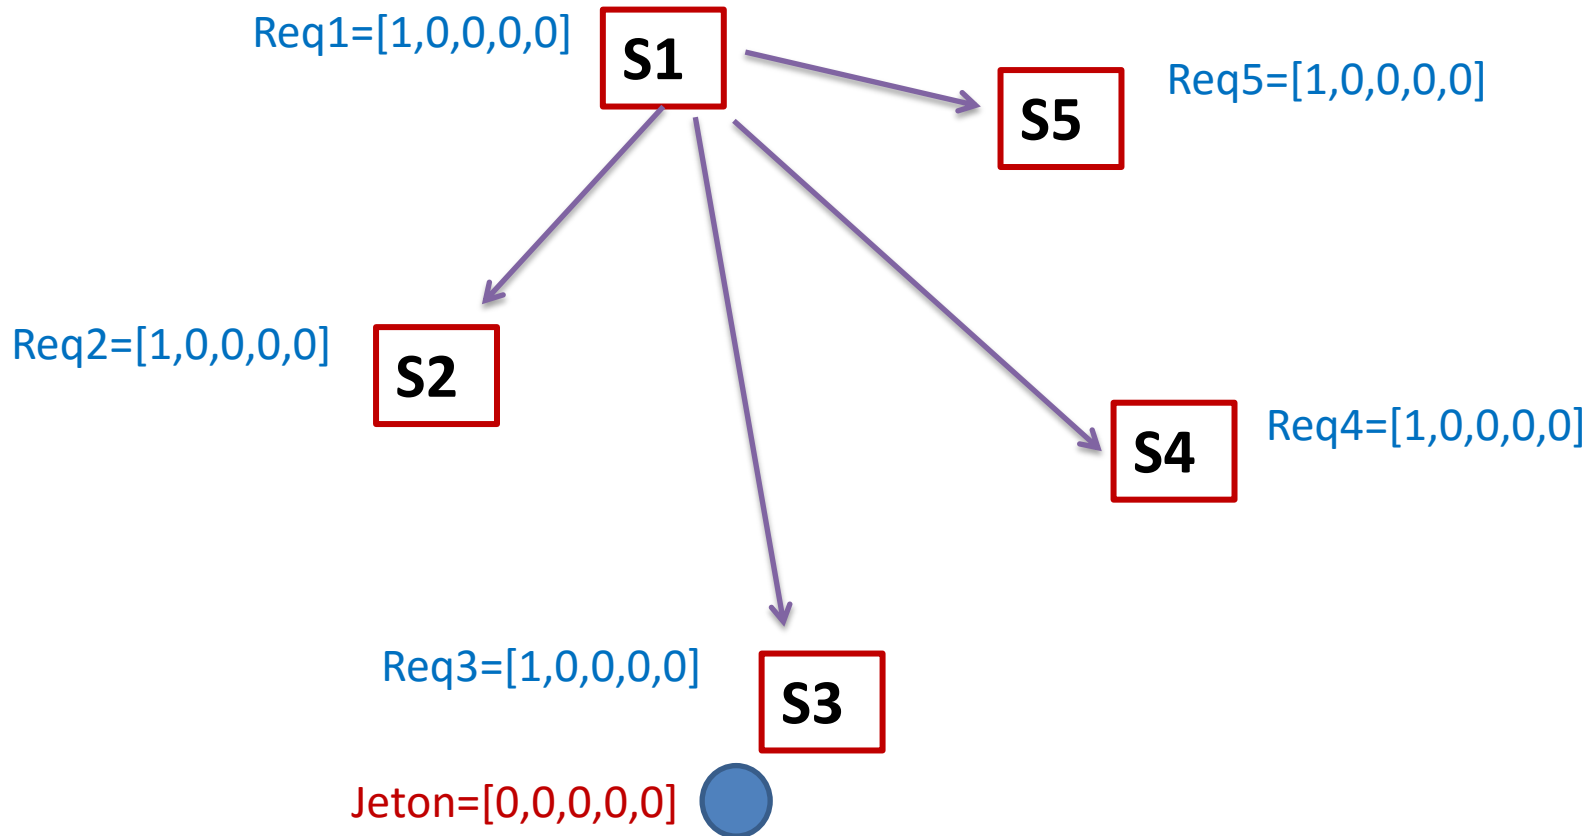 Req1=[1,0,0,0,0]
S1
Req5=[1,0,0,0,0]
S5
Req2=[1,0,0,0,0]
S2
Req4=[1,0,0,0,0]
S4
Req3=[1,0,0,0,0]
S3
Jeton=[0,0,0,0,0]